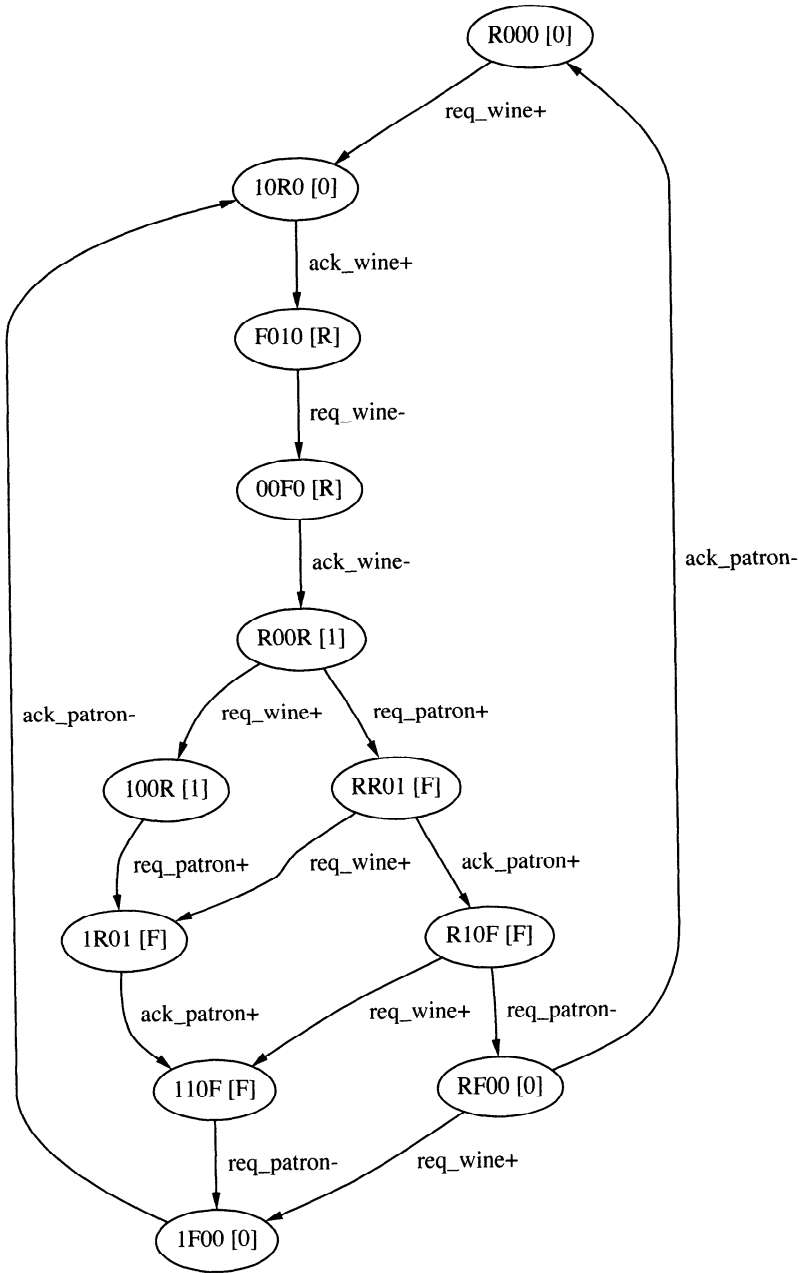 R000 [0]
req_wine+
10R0 [0]
ack_wine+
F010 [R]
req_wine-
00F0 [R]
ack_wine-
ack_patron-
R00R [1]
ack_patron-
req_wine+
req_patron+
100R [1]
RR01 [F]
req_patron+
req_wine+
ack_patron+
1R01 [F]
R10F [F]
ack_patron+
req_wine+
req_patron-
110F [F]
RF00 [0]
req_patron-
req_wine+
1F00 [0]